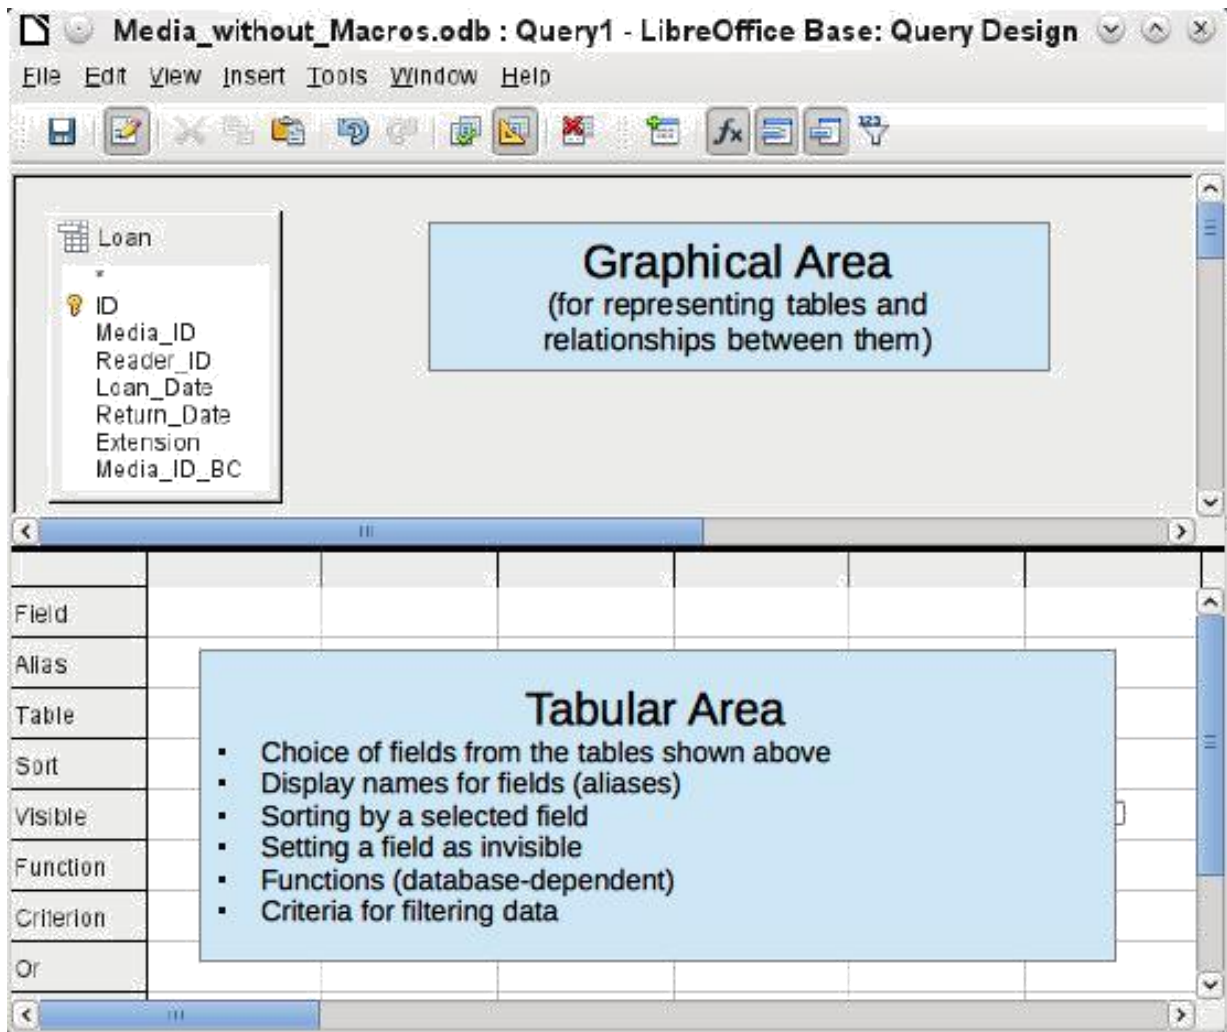 Media_without_Macros.odb : Query1 - LibreOffice Base: Query Design
File Edit View Insert Tools Window Help
fx
123
Loan
*
ID
Media_ID
Reader_ID
Loan_Date
Return_Date
Extension
Media_ID_BC
Graphical Area
(for representing tables and
relationships between them)
Field
Alias
Table
Sort
Visible
Function
Criterion
Or
Tabular Area
▪ Choice of fields from the tables shown above
▪ Display names for fields (aliases)
▪ Sorting by a selected field
▪ Setting a field as invisible
▪ Functions (database-dependent)
▪ Criteria for filtering data